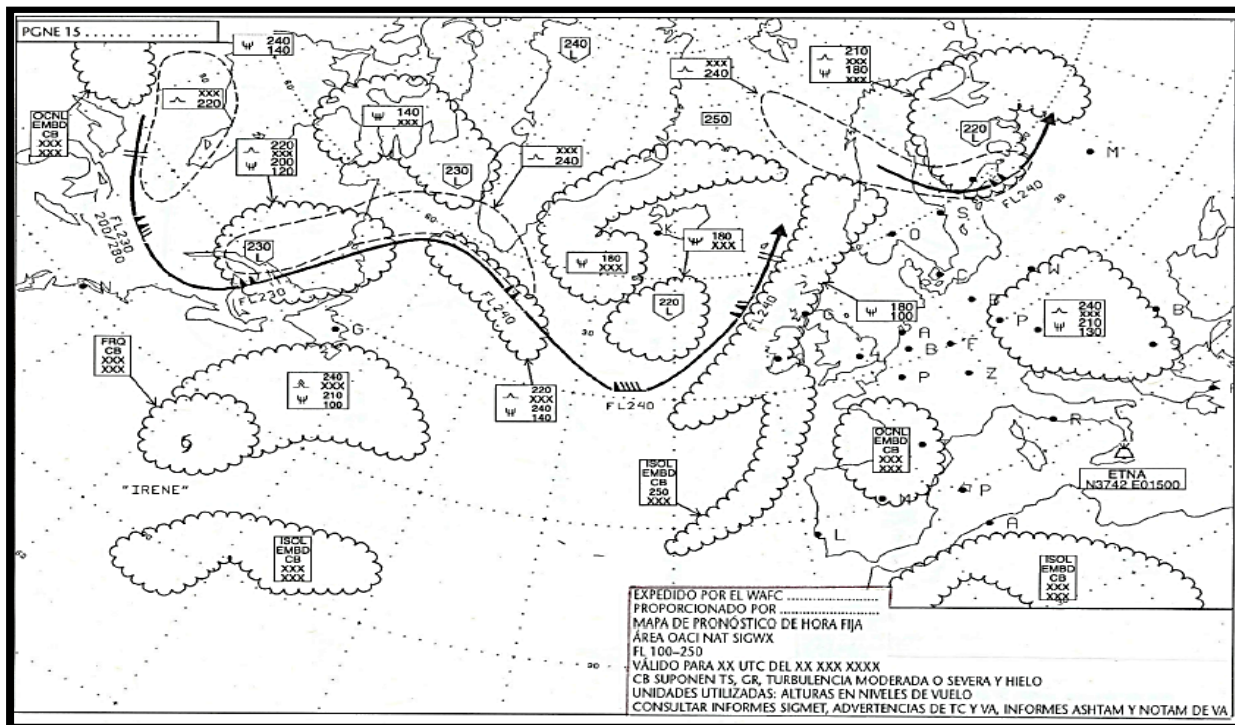 PGNE 15 . . . . . .   . . . . . .
240
140
240
L
XXX
240
210
XXX
180
XXX
XXX
220
OCNL
EMBD
CB
XXX
XXX
140
XXX
250
220
L
M
220
XXX
200
120
XXX
240
230
L
FL240
FL230
200/280
230
L
K
180
XXX
180
XXX
S
O
C
W
N
FL230
FL240
220
L
FL240
180
100
G
B
P
240
XXX
210
130
B
S
G
A
B
F
P
Z
FRQ
CB
XXX
XXX
240
XXX
210
100
220
XXX
240
140
FL240
30
R
OCNL
EMBD
CB
XXX
XXX
ETNA
N3742 E01500
"IRENE"
ISOL
EMBD
CB
250
XXX
M
P
L
A
ISOL
EMBD
CB
XXX
XXX
ISOL
EMBD
CB
XXX
XXX
EXPEDIDO POR EL WAFC ......................
PROPORCIONADO POR ......................
MAPA DE PRONÓSTICO DE HORA FIJA
ÁREA OACI NAT SIGWX
FL 100–250
VÁLIDO PARA XX UTC DEL XX XXX XXXX
CB SUPONEN TS, GR, TURBULENCIA MODERADA O SEVERA Y HIELO
UNIDADES UTILIZADAS: ALTURAS EN NIVELES DE VUELO
CONSULTAR INFORMES SIGMET, ADVERTENCIAS DE TC Y VA, INFORMES ASHTAM Y NOTAM DE VA